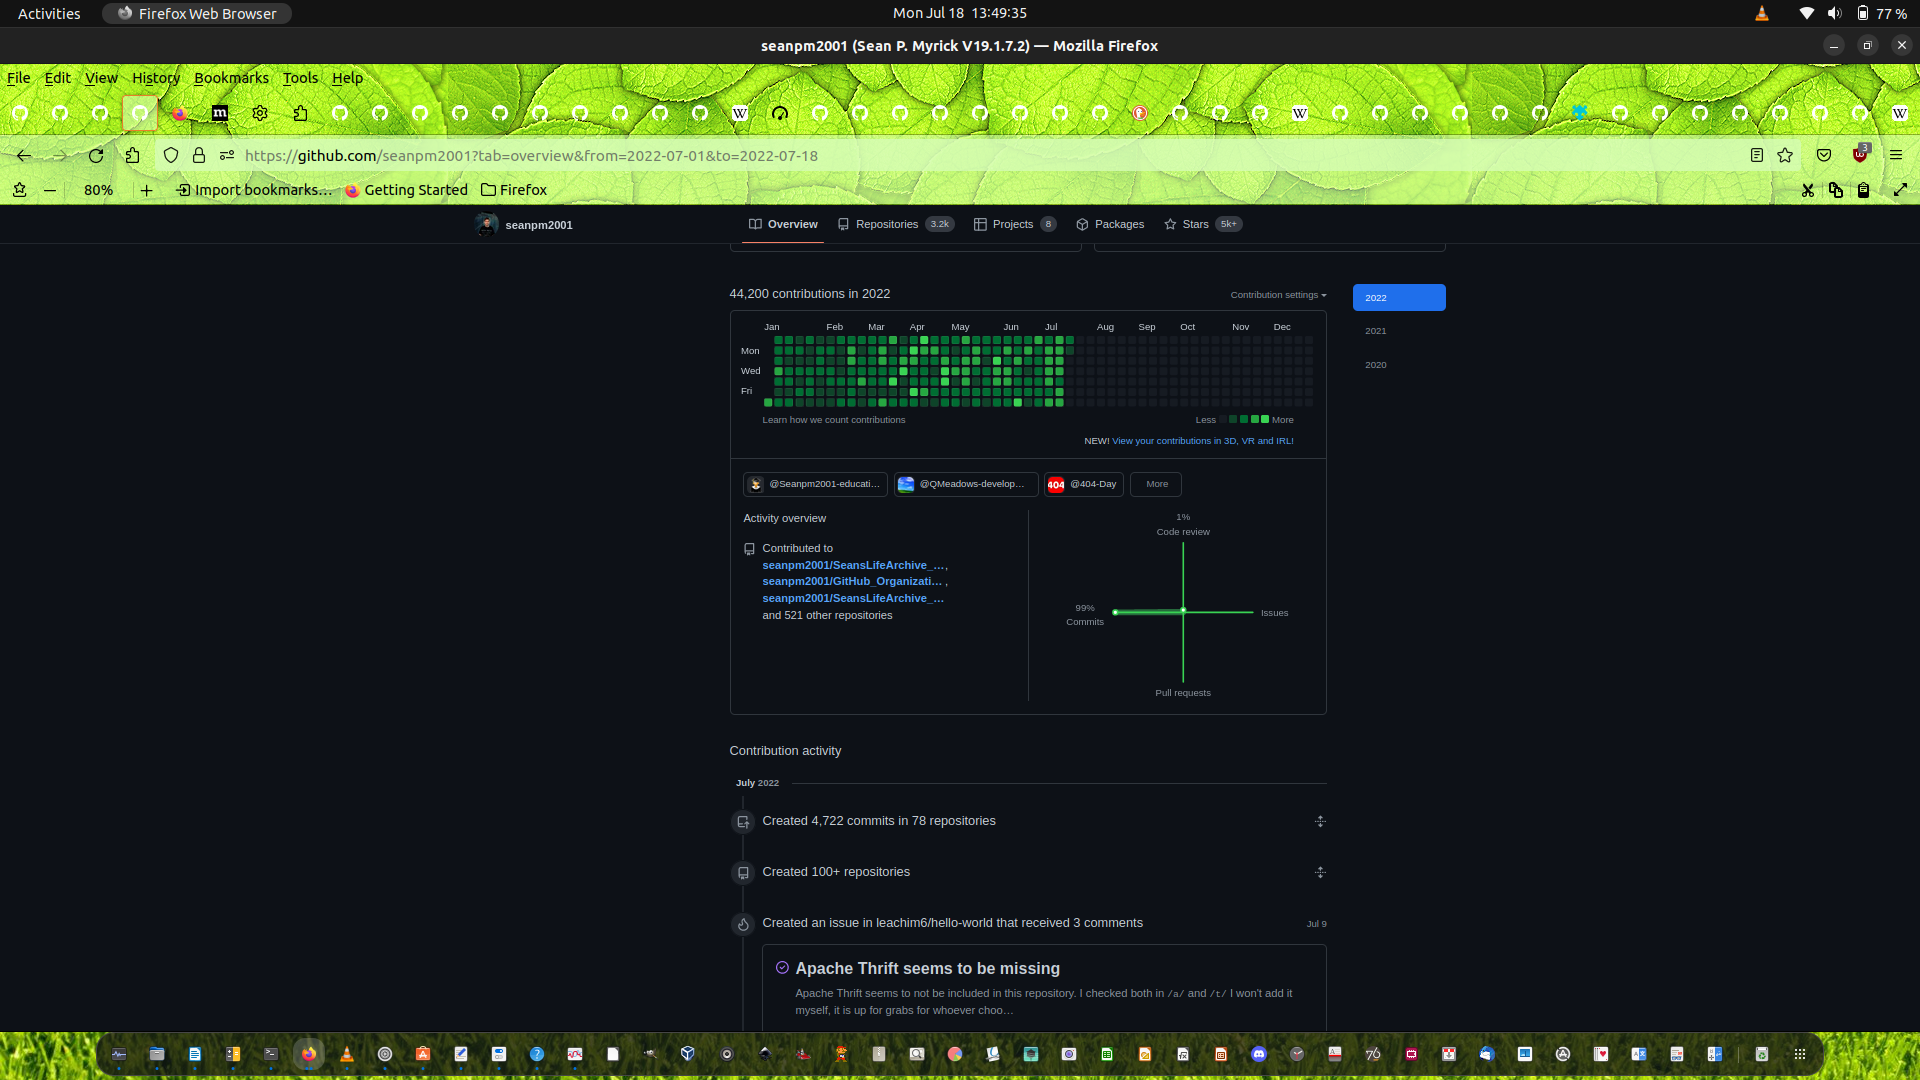 Activities
Firefox Web Browser
Mon Jul 18 13:49:35
77 %
seanpm2001 (Sean P. Myrick V19.1.7.2) — Mozilla Firefox
File Edit View History Bookmarks Tools Help
https://github.com/seanpm2001?tab=overview&from=2022-07-01&to=2022-07-18
3
80%
Import bookmarks…
Getting Started
Firefox
seanpm2001
Overview
Repositories 3.2k
Projects 8
Packages
Stars 5k+
44,200 contributions in 2022
Contribution settings
2022
2021
2020
Jan Feb Mar Apr May Jun Jul Aug Sep Oct Nov Dec
Mon
Wed
Fri
Learn how we count contributions
Less More
NEW! View your contributions in 3D, VR and IRL!
@Seanpm2001-educati…
@QMeadows-develop…
404 @404-Day
More
Activity overview
Contributed to
seanpm2001/SeansLifeArchive_…,
seanpm2001/GitHub_Organizati… ,
seanpm2001/SeansLifeArchive_…
and 521 other repositories
1%
Code review
99%
Commits
Issues
Pull requests
Contribution activity
July 2022
Created 4,722 commits in 78 repositories
Created 100+ repositories
Created an issue in leachim6/hello-world that received 3 comments
Jul 9
Apache Thrift seems to be missing
Apache Thrift seems to not be included in this repository. I checked both in /a/ and /t/ I won't add it
myself, it is up for grabs for whoever choo…